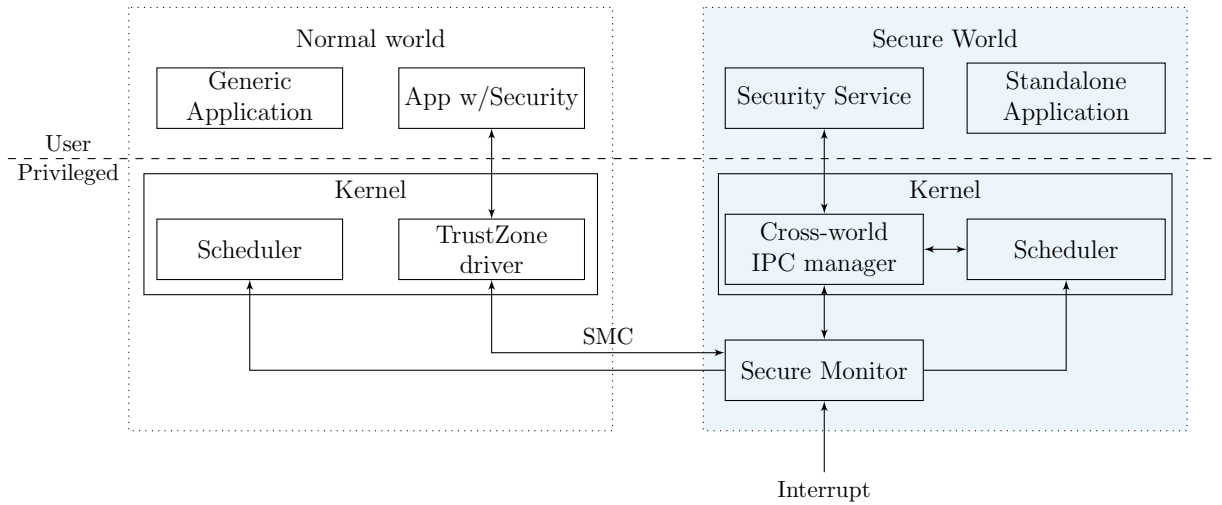 Normal world
Generic
Application
App w/Security
User
Privileged
Kernel
Scheduler
TrustZone
driver
SMC
Secure World
Security Service
Standalone
Application
Kernel
Cross-world
IPC manager
Scheduler
Secure Monitor
Interrupt